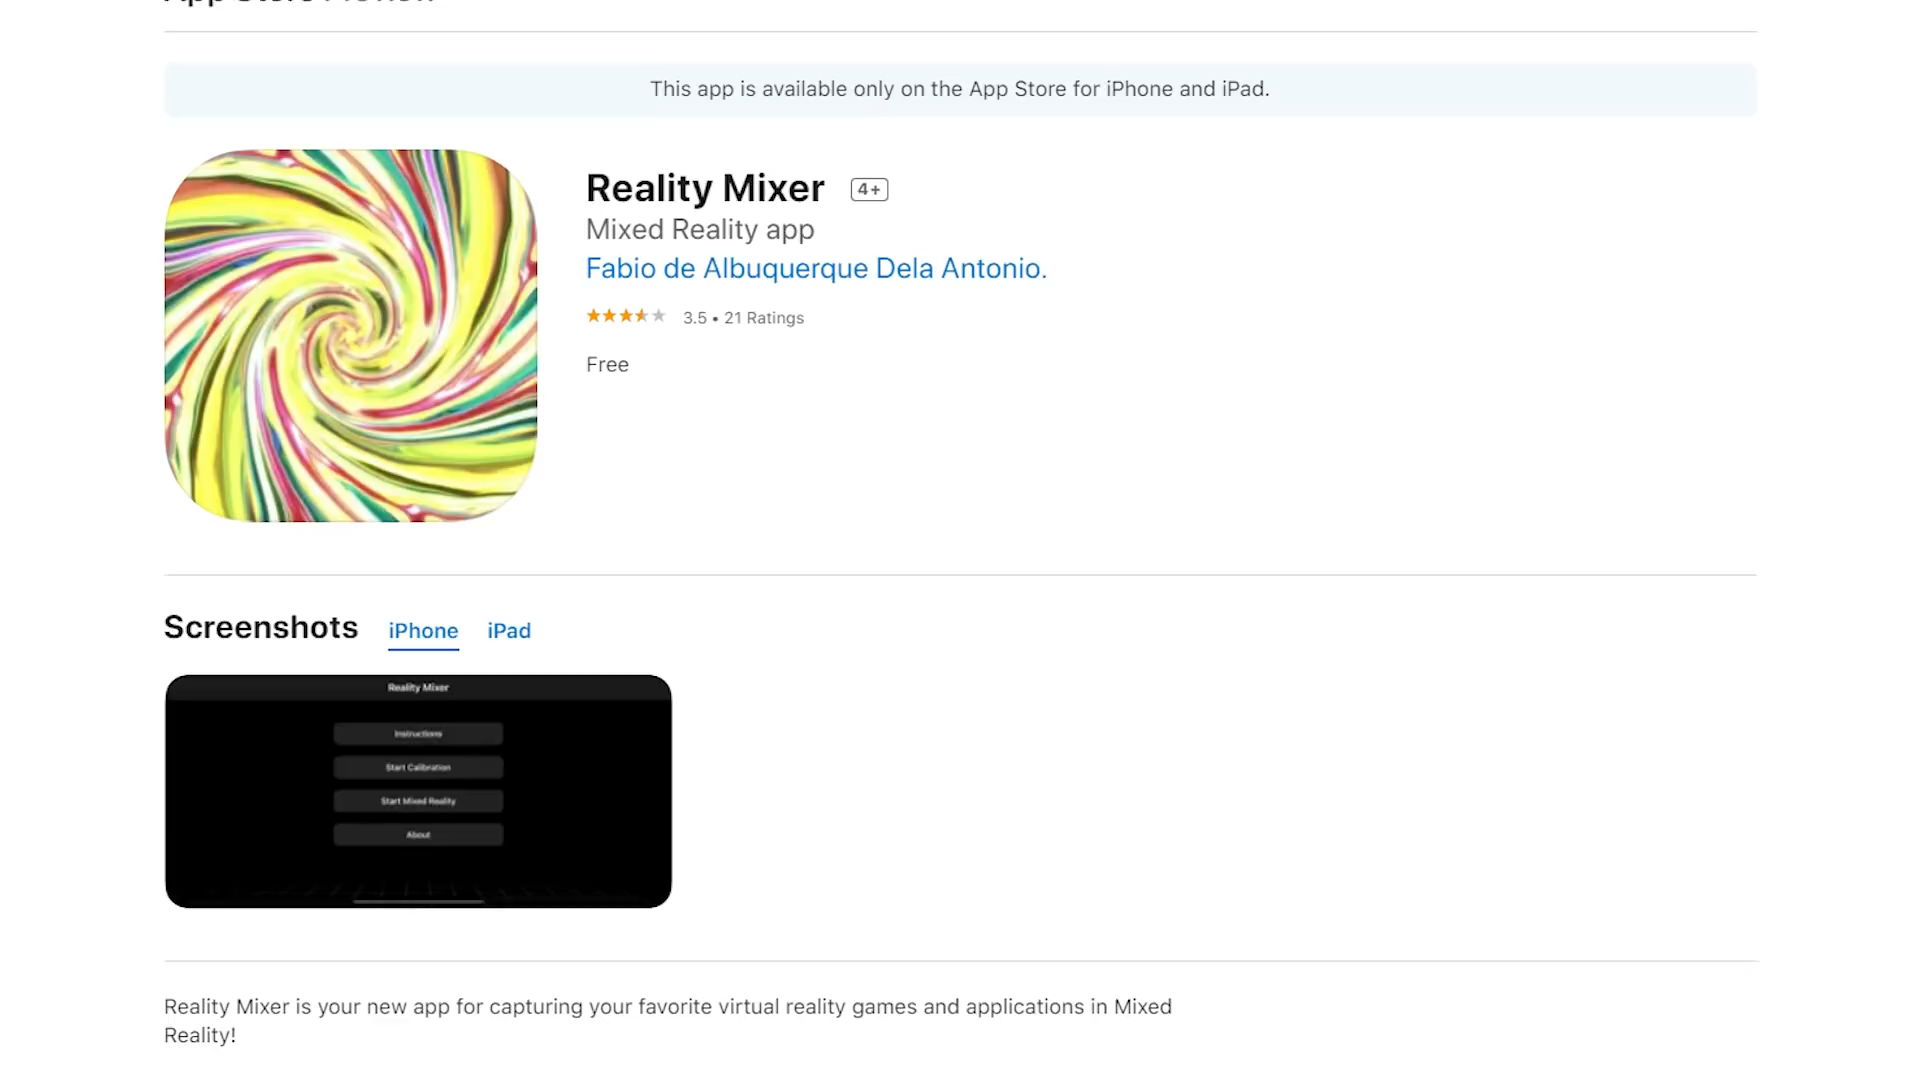 App Store Preview
This app is available only on the App Store for iPhone and iPad.
Reality Mixer 4+
Mixed Reality app
Fabio de Albuquerque Dela Antonio.
3.5 • 21 Ratings
Free
Screenshots iPhone iPad
Reality Mixer
Instructions
Start Calibration
Start Mixed Reality
About
Reality Mixer is your new app for capturing your favorite virtual reality games and applications in Mixed
Reality!